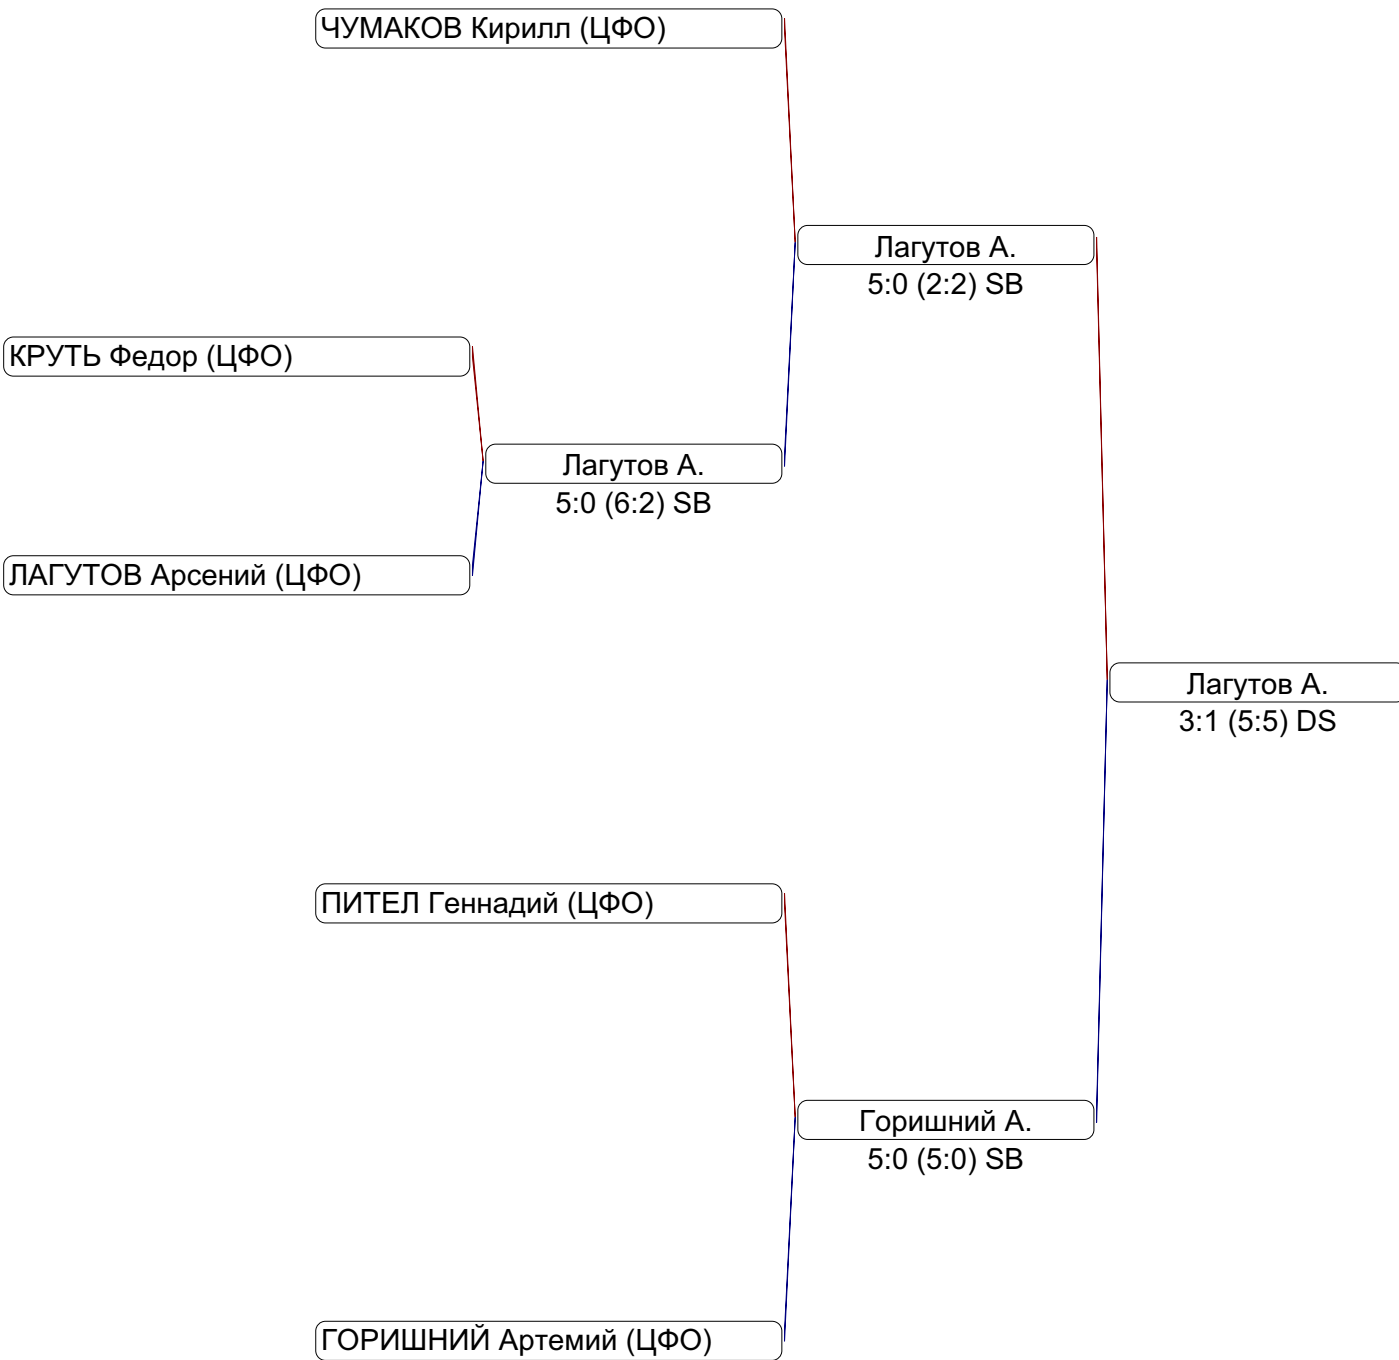 ЧУМАКОВ Кирилл (ЦФО)
Лагутов А.
5:0 (2:2) SB
КРУТЬ Федор (ЦФО)
Лагутов А.
5:0 (6:2) SB
ЛАГУТОВ Арсений (ЦФО)
Лагутов А.
3:1 (5:5) DS
ПИТЕЛ Геннадий (ЦФО)
Горишний А.
5:0 (5:0) SB
ГОРИШНИЙ Артемий (ЦФО)